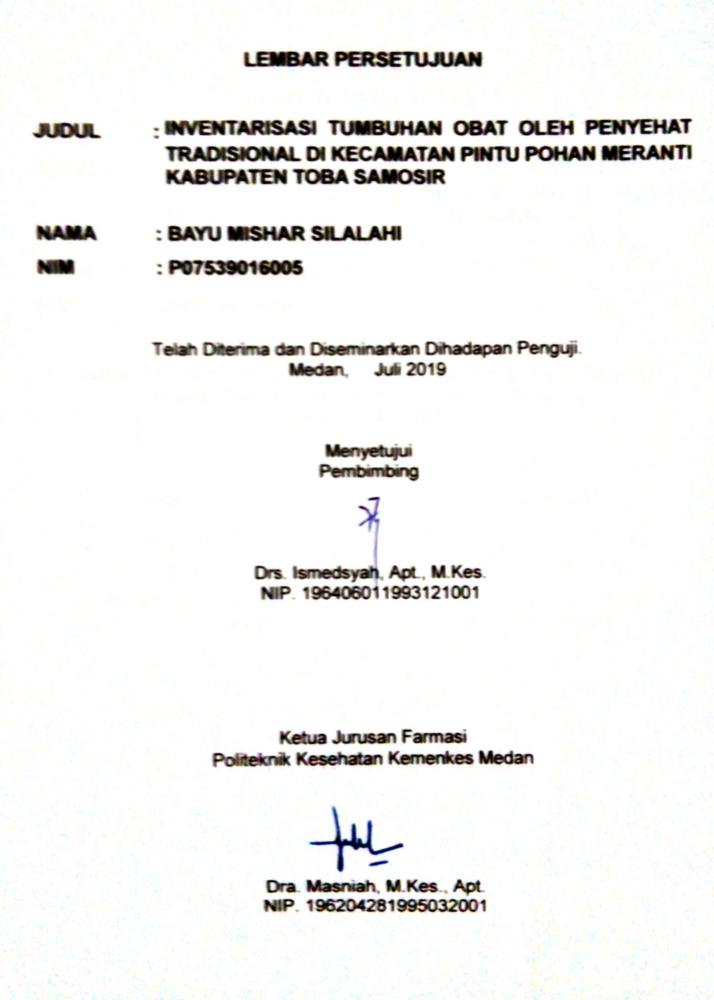 LEMBAR PERSETUJUAN
JUDUL : INVENTARISASI TUMBUHAN OBAT OLEH PENYEHAT
TRADISIONAL DI KECAMATAN PINTU POHAN MERANTI
KABUPATEN TOBA SAMOSIR
NAMA : BAYU MISHAR SILALAHI
NIM : P07539016005
Telah Diterima dan Diseminarkan Dihadapan Penguji.
Medan, Juli 2019
Menyetujui
Pembimbing
Drs. Ismedsyah, Apt., M.Kes.
NIP. 196406011993121001
Ketua Jurusan Farmasi
Politeknik Kesehatan Kemenkes Medan
Dra. Masniah, M.Kes., Apt.
NIP. 196204281995032001